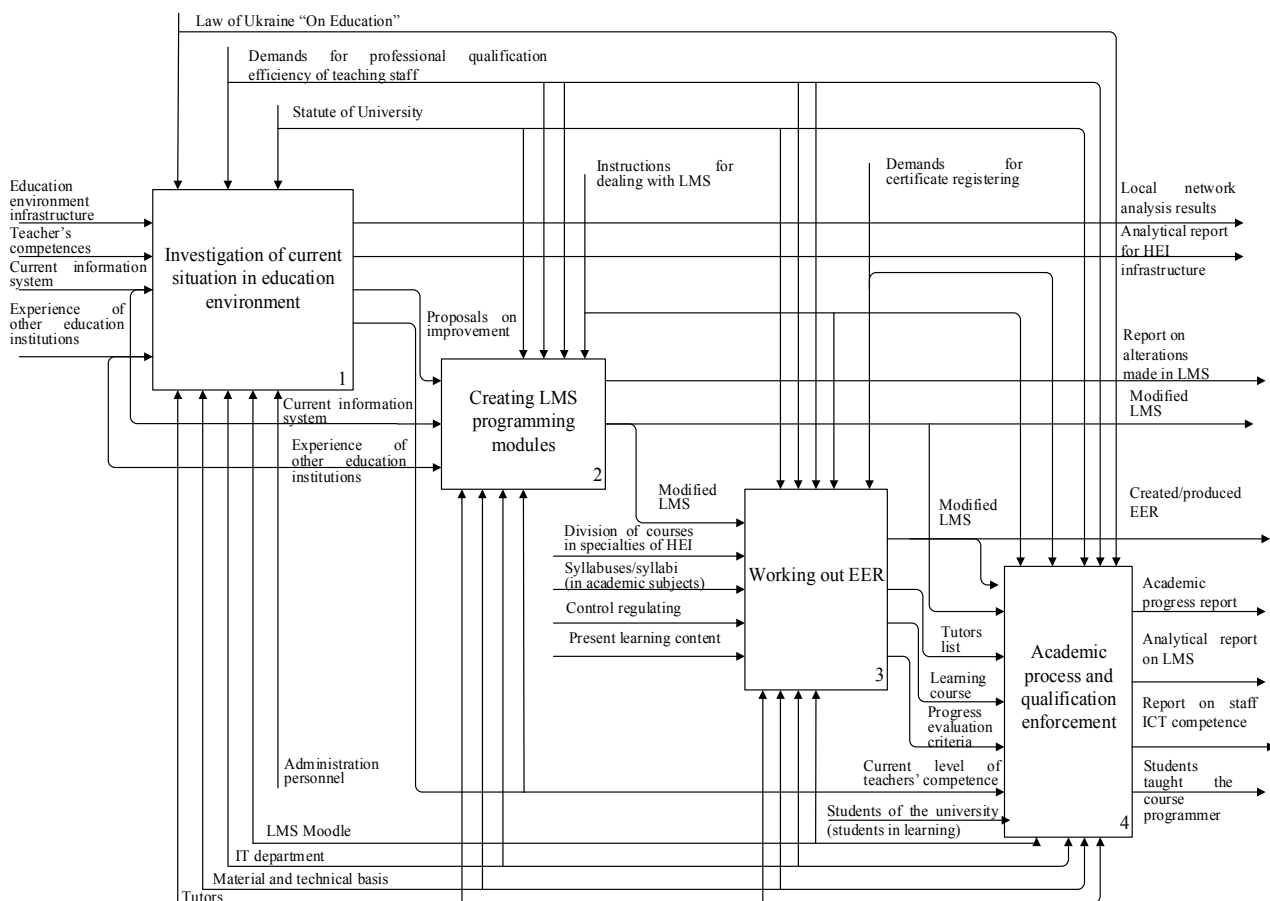 Law of Ukraine “On Education”
Demands for professional qualification
efficiency of teaching staff
Statute of University
Instructions for
dealing with LMS
Demands for
certificate registering
Education
environment
infrastructure
Teacher’s
competences
Current information
system
Experience of
other education
institutions
Investigation of current
situation in education
environment
1
Local network
analysis results
Analytical report
for HEI
infrastructure
Proposals on
improvement
Report on
alterations
made in LMS
Modified
LMS
Current information
system
Experience of
other education
institutions
Creating LMS
programming
modules
2
Modified
LMS
Division of courses
in specialties of HEI
Syllabuses/syllabi
(in academic subjects)
Control regulating
Present learning content
Working out EER
3
Modified
LMS
Created/produced
EER
Tutors
list
Learning
course
Progress
evaluation
criteria
Current level of
teachers’ competence
Students of the university
(students in learning)
Academic
process and
qualification
enforcement
4
Academic
progress report
Analytical report
on LMS
Report on staff
ICT competence
Students
taught the
course
programmer
Administration
personnel
LMS Moodle
IT department
Material and technical basis
Tutors